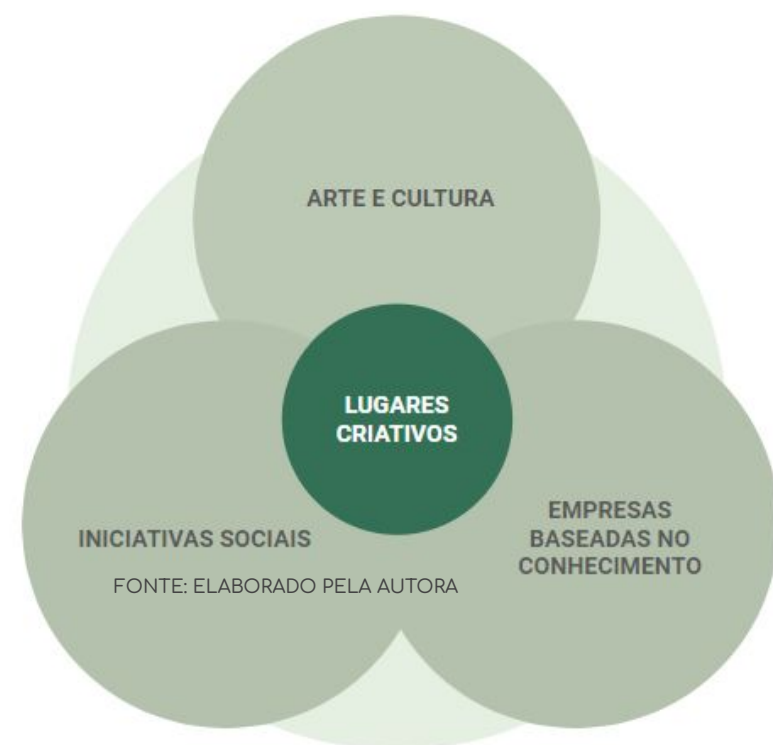 ARTE E CULTURA
LUGARES
CRIATIVOS
INICIATIVAS SOCIAIS
EMPRESAS
BASEADAS NO
CONHECIMENTO
FONTE: ELABORADO PELA AUTORA